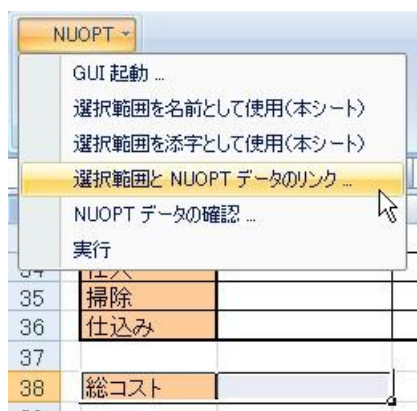 NUOPT
GUI 起動 ...
選択範囲を名前として使用(本シート)
選択範囲を添字として使用(本シート)
選択範囲と NUOPT データのリンク ...
NUOPT データの確認 ...
実行
35 掃除
36 仕込み
37
38 総コスト